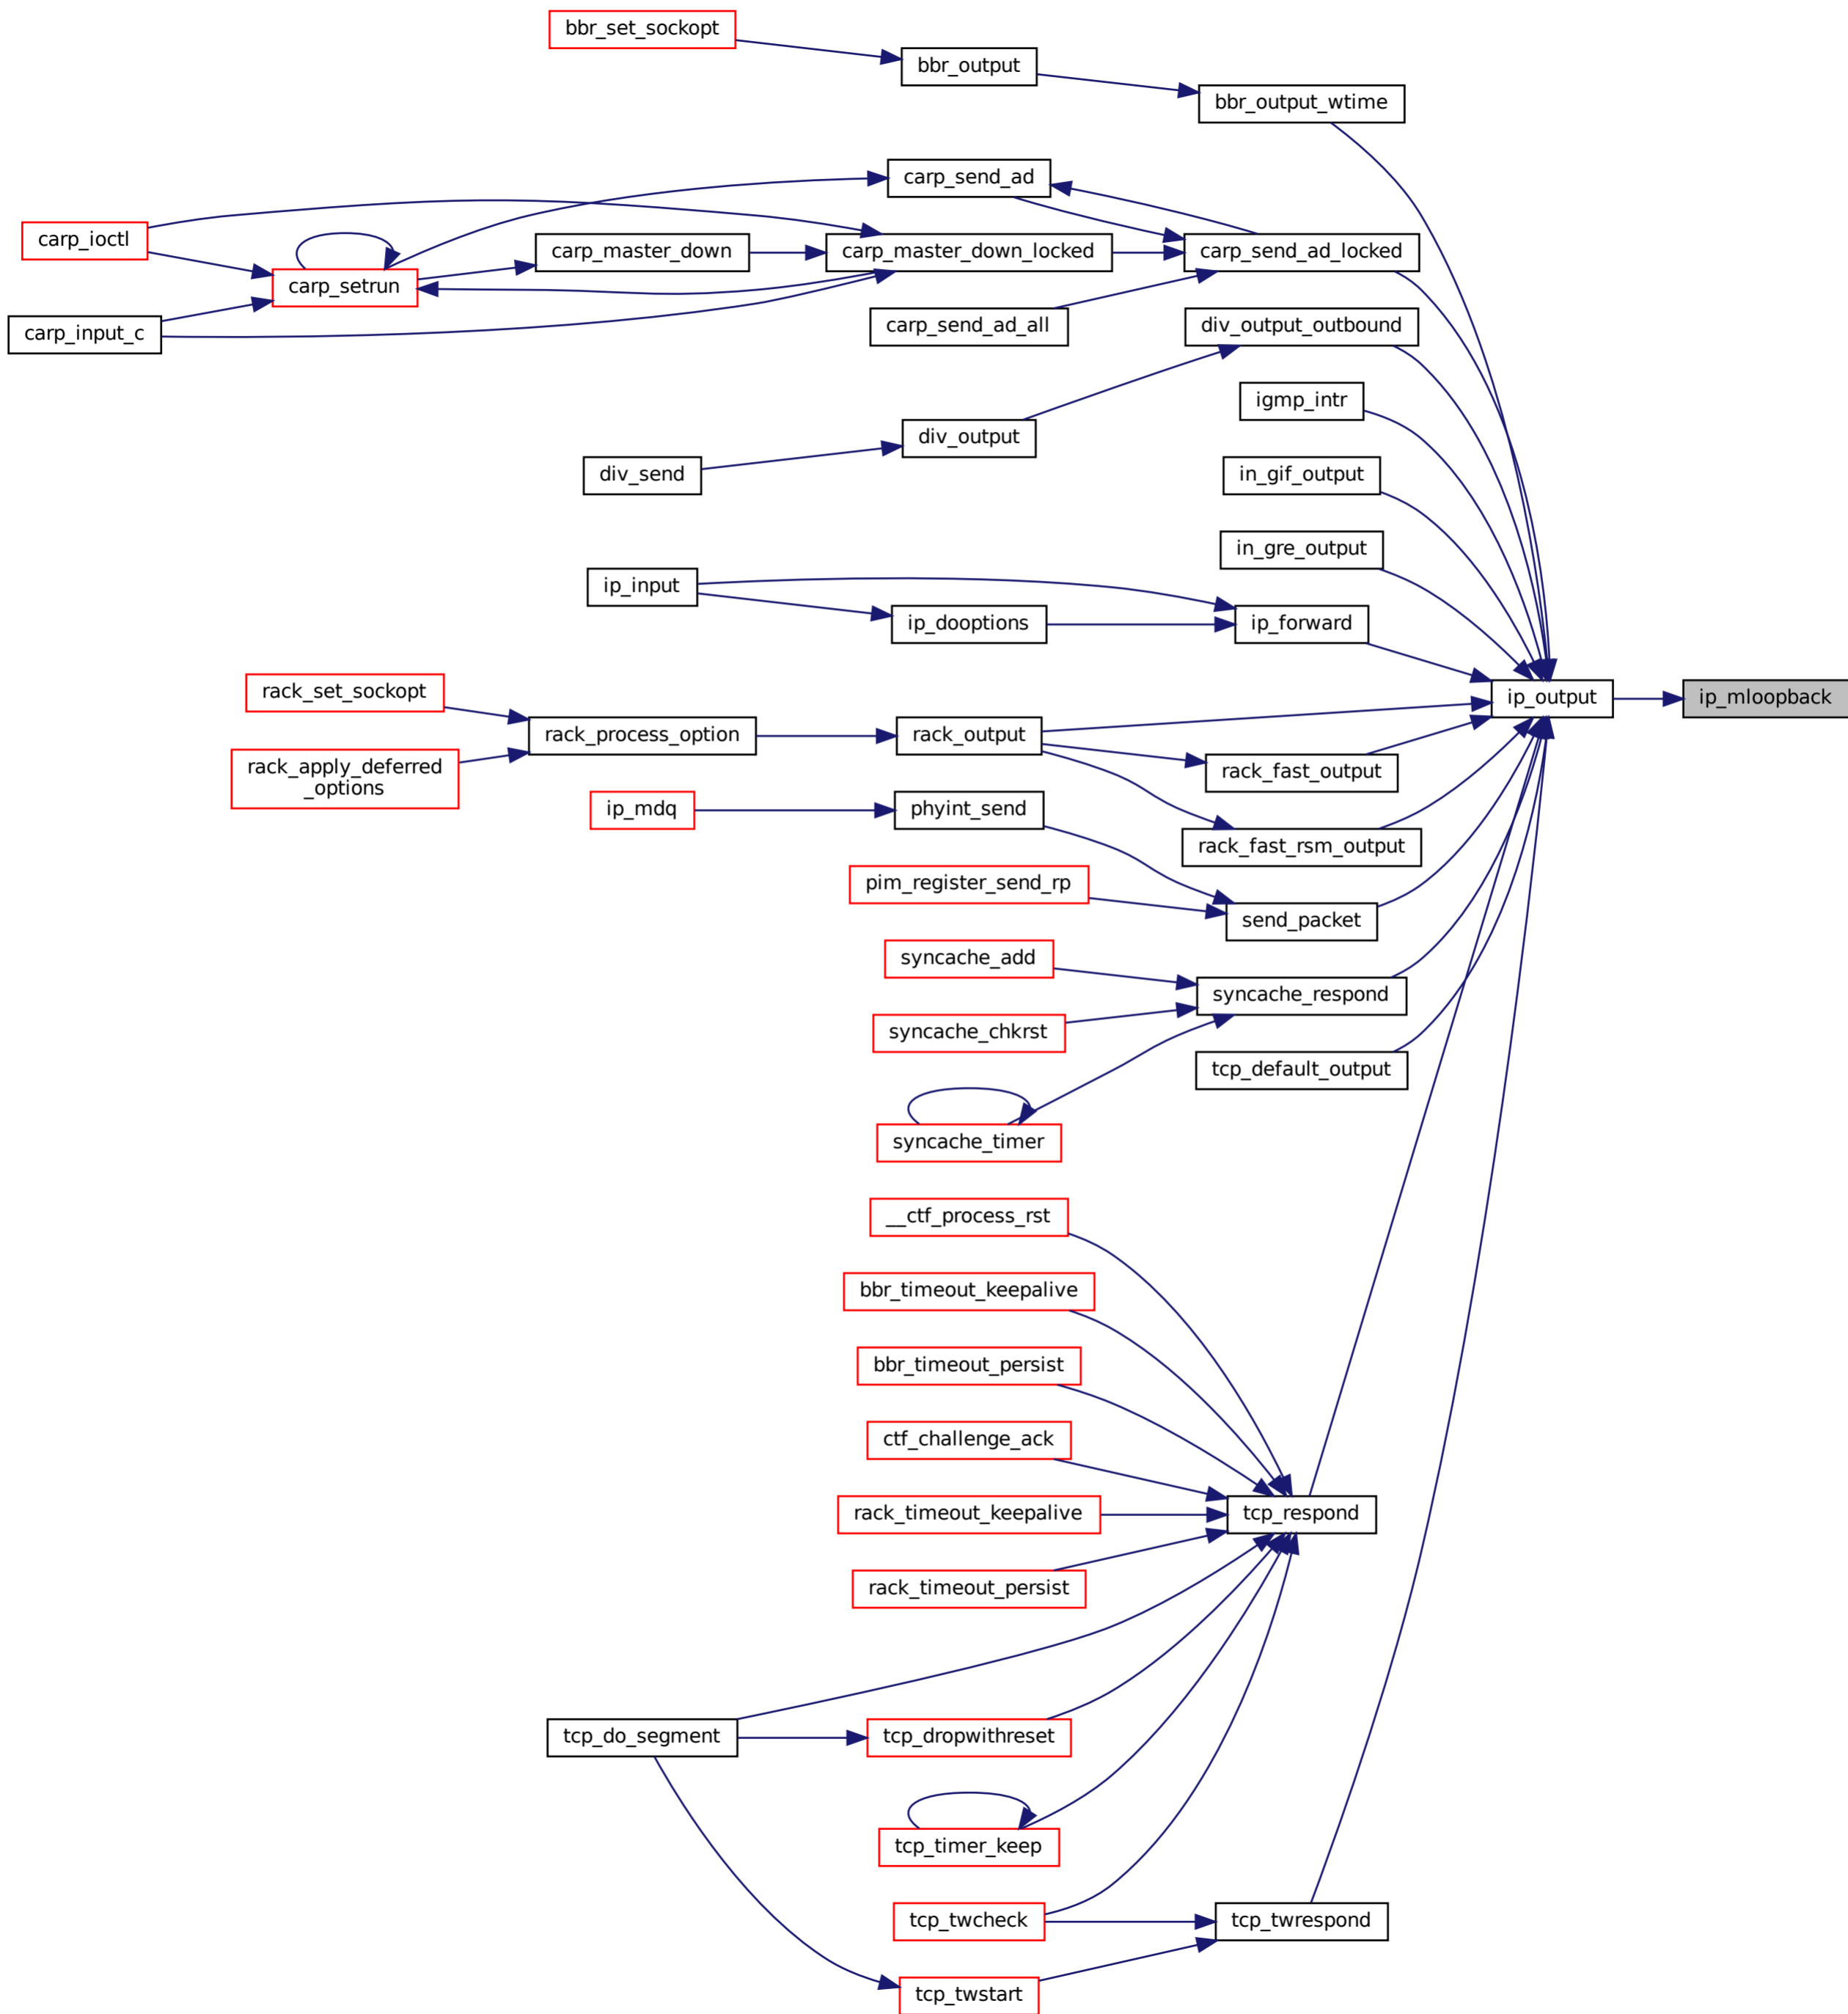 bbr_set_sockopt
bbr_output
bbr_output_wtime
carp_send_ad
carp_ioctl
carp_master_down
carp_master_down_locked
carp_send_ad_locked
carp_setrun
carp_input_c
carp_send_ad_all
div_output_outbound
igmp_intr
div_output
div_send
in_gif_output
in_gre_output
ip_input
ip_dooptions
ip_forward
rack_set_sockopt
ip_output
ip_mloopback
rack_process_option
rack_output
rack_apply_deferred
_options
rack_fast_output
ip_mdq
phyint_send
rack_fast_rsm_output
pim_register_send_rp
send_packet
syncache_add
syncache_respond
syncache_chkrst
tcp_default_output
syncache_timer
__ctf_process_rst
bbr_timeout_keepalive
bbr_timeout_persist
ctf_challenge_ack
rack_timeout_keepalive
tcp_respond
rack_timeout_persist
tcp_do_segment
tcp_dropwithreset
tcp_timer_keep
tcp_twcheck
tcp_twrespond
tcp_twstart